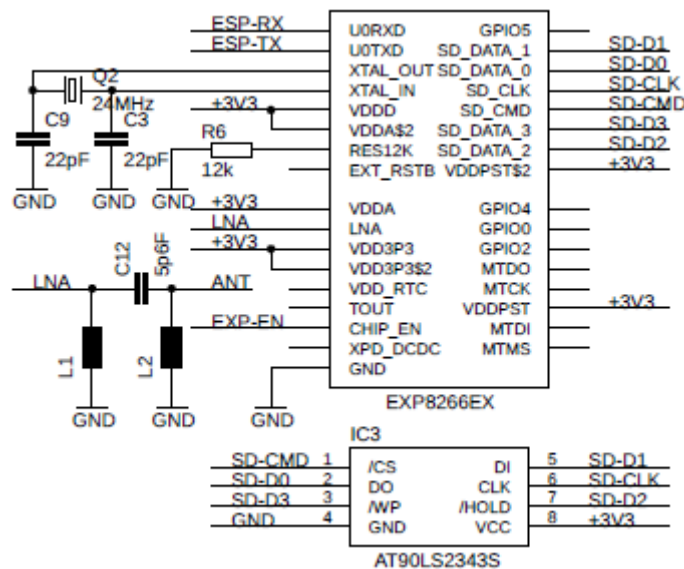 ESP-RX U0RXD GPIO5
ESP-TX U0TXD SD_DATA_1 SD-D1
Q2 XTAL_OUT SD_DATA_0 SD-D0
24MHz XTAL_IN SD_CLK SD-CLK
+3V3 VDDD SD_CMD SD-CMD
C9 C3 VDDA$2 SD_DATA_3 SD-D3
R6 RES12K SD_DATA_2 SD-D2
22pF 22pF 12k EXT_RSTB VDDPST$2 +3V3
GND GND GND
+3V3 VDDA GPIO4
LNA LNA GPIO0
+3V3 VDD3P3 GPIO2
C12 5p6F VDD3P3$2 MTDO
LNA ANT VDD_RTC MTCK
TOUT VDDPST +3V3
EXP-EN CHIP_EN MTDI
L1 L2 XPD_DCDC MTMS
GND
GND GND GND
EXP8266EX
IC3
SD-CMD 1 /CS DI 5 SD-D1
SD-D0 2 DO CLK 6 SD-CLK
SD-D3 3 /WP /HOLD 7 SD-D2
GND 4 GND VCC 8 +3V3
AT90LS2343S